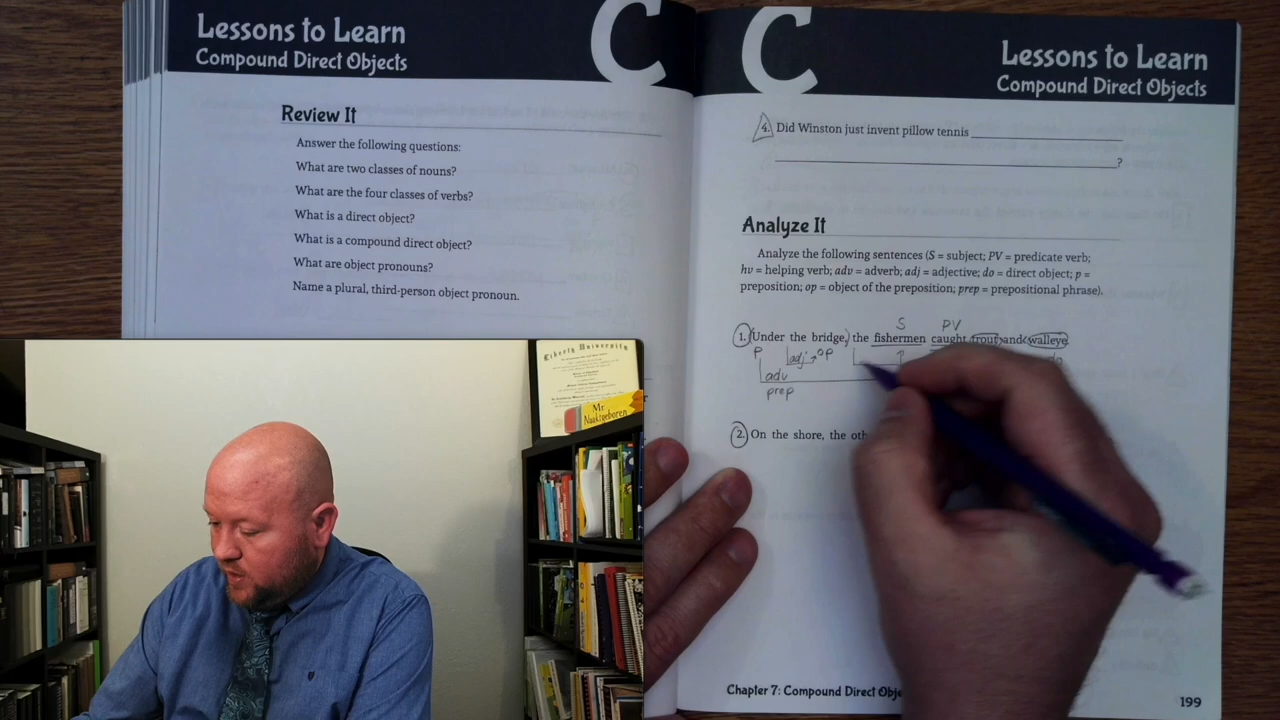 Lessons to Learn
Compound Direct Objects
C
Review It
Answer the following questions:
What are two classes of nouns?
What are the four classes of verbs?
What is a direct object?
What is a compound direct object?
What are object pronouns?
Name a plural, third-person object pronoun.
C
Lessons to Learn
Compound Direct Objects
4. Did Winston just invent pillow tennis
?
Analyze It
Analyze the following sentences (S = subject; PV = predicate verb;
hv = helping verb; adv = adverb; adj = adjective; do = direct object; p =
preposition; op = object of the preposition; prep = prepositional phrase).
S PV
1. (Under the bridge,) the fishermen caught trout and walleye.
p adj op do
adv
prep
2. On the shore, the oth
Chapter 7: Compound Direct Obje
199
Liberty University
Mr.
Naaktgeboren